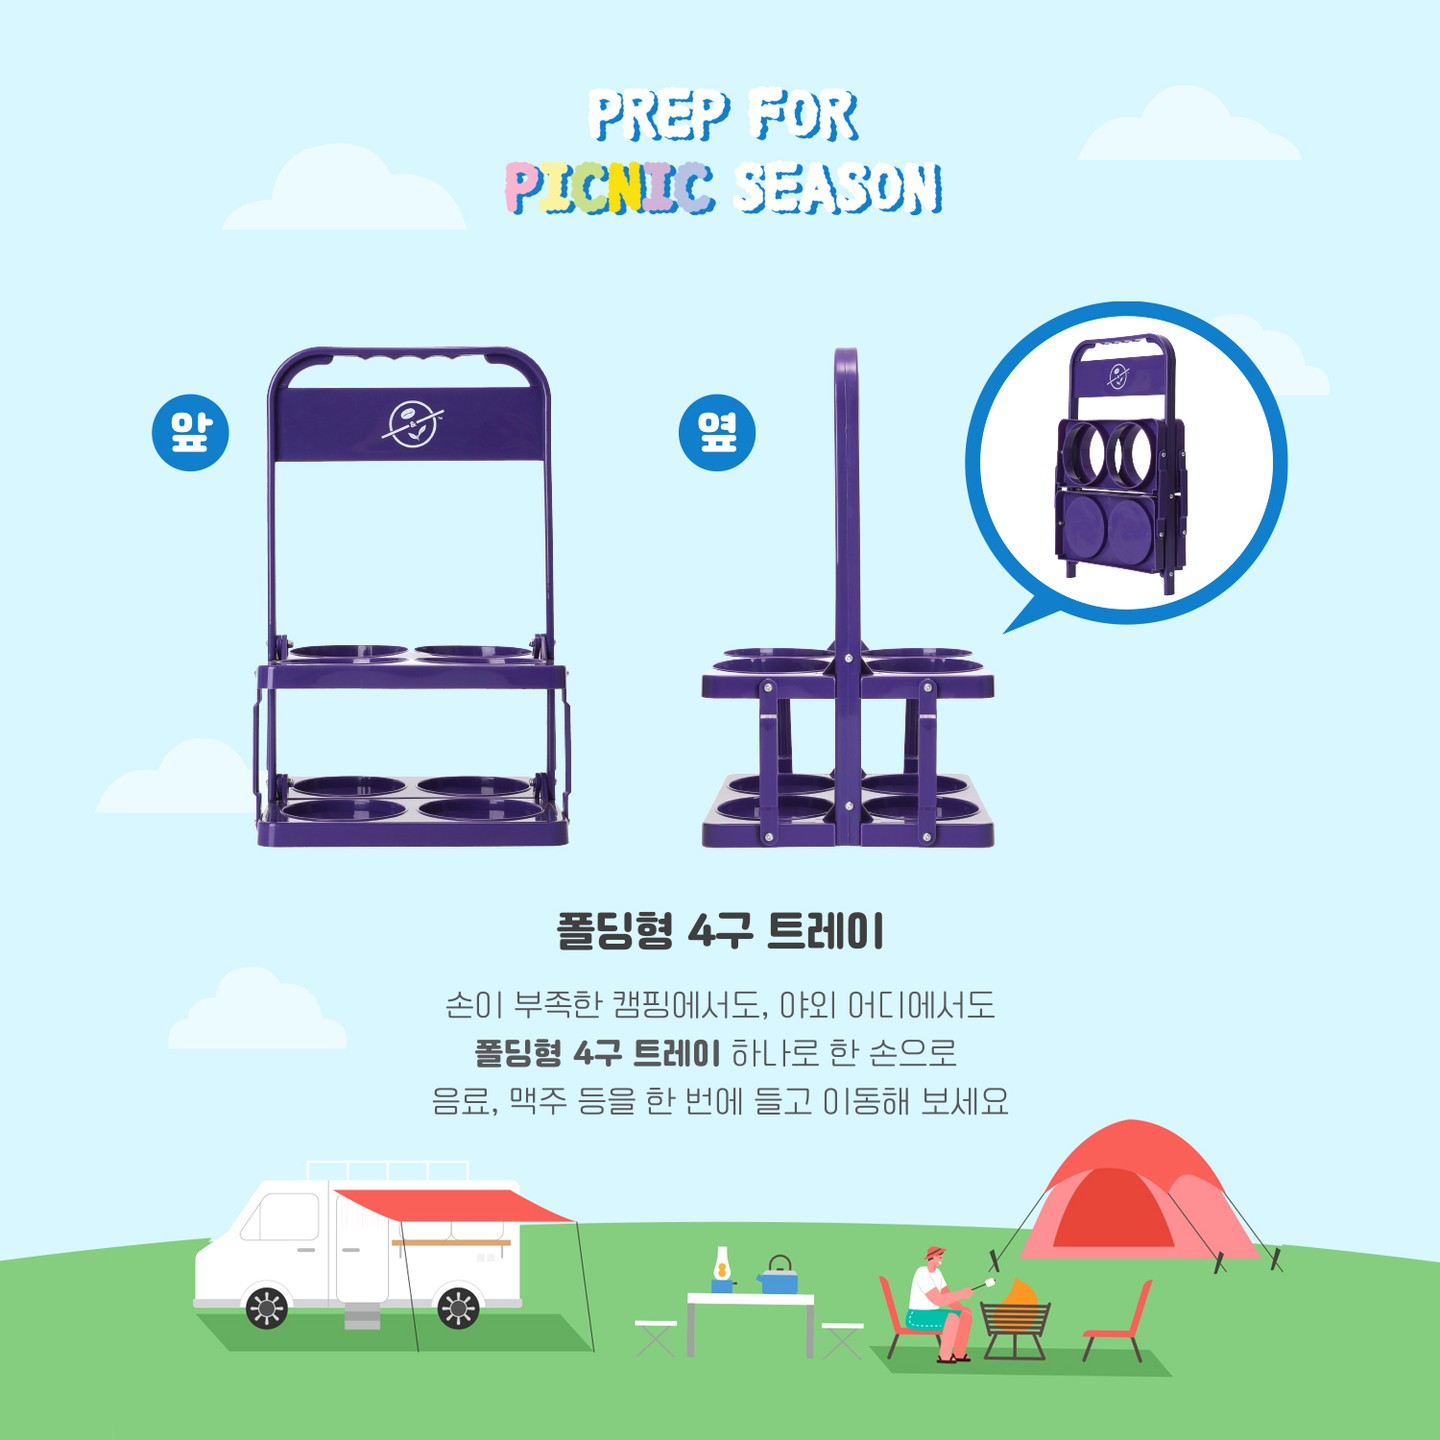 PREP FOR
PICNIC SEASON
앞
옆
폴딩형 4구 트레이
손이 부족한 캠핑에서도, 야외 어디에서도
폴딩형 4구 트레이 하나로 한 손으로
음료, 맥주 등을 한 번에 들고 이동해 보세요